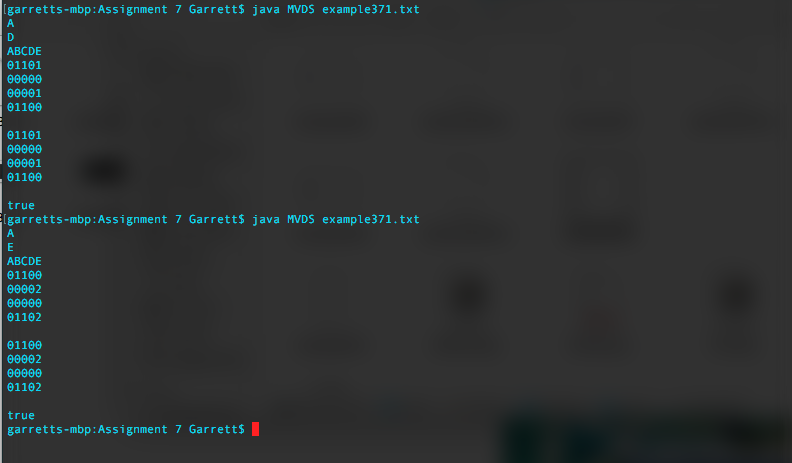 [garretts-mbp:Assignment 7 Garrett$ java MVDS example371.txt
A
D
ABCDE
01101
00000
00001
01100

01101
00000
00001
01100

true
[garretts-mbp:Assignment 7 Garrett$ java MVDS example371.txt
A
E
ABCDE
01100
00002
00000
01102

01100
00002
00000
01102

true
garretts-mbp:Assignment 7 Garrett$